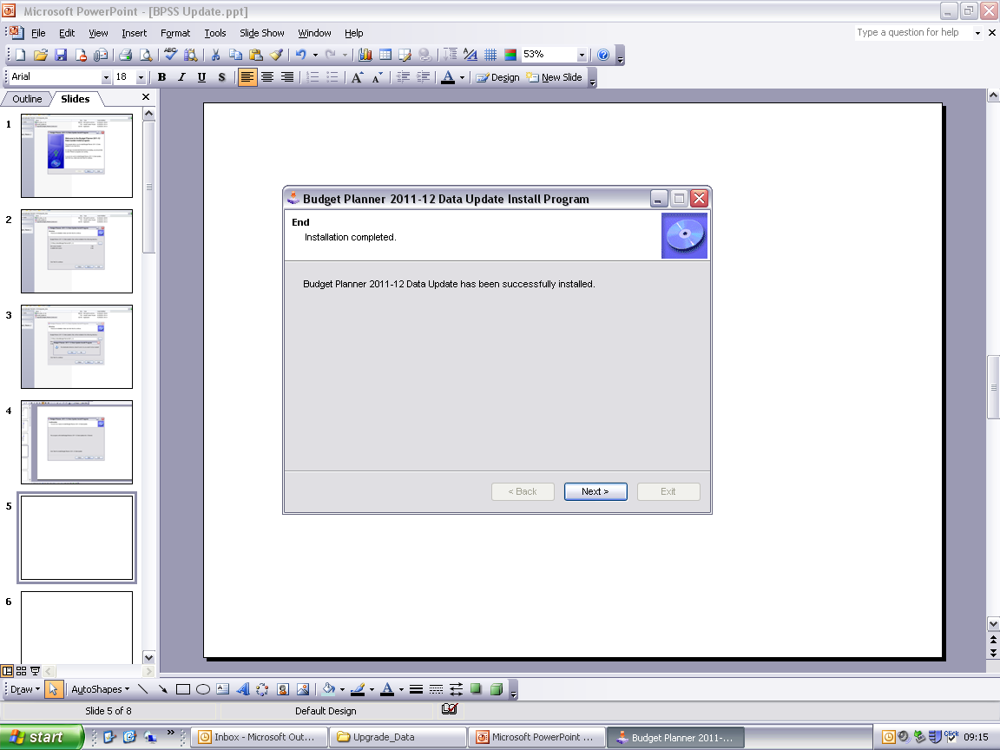 Microsoft PowerPoint - [BPSS Update.ppt]
File Edit View Insert Format Tools Slide Show Window Help
Type a question for help
53%
Arial 18 B I U S A A A Design New Slide
Outline Slides
1
2
3
4
5
6
Budget Planner 2011-12 Data Update Install Program
End
Installation completed.
Budget Planner 2011-12 Data Update has been successfully installed.
< Back Next > Exit
Draw AutoShapes
Slide 5 of 8 Default Design
start Inbox - Microsoft Out... Upgrade_Data Microsoft PowerPoint ... Budget Planner 2011-... 09:15